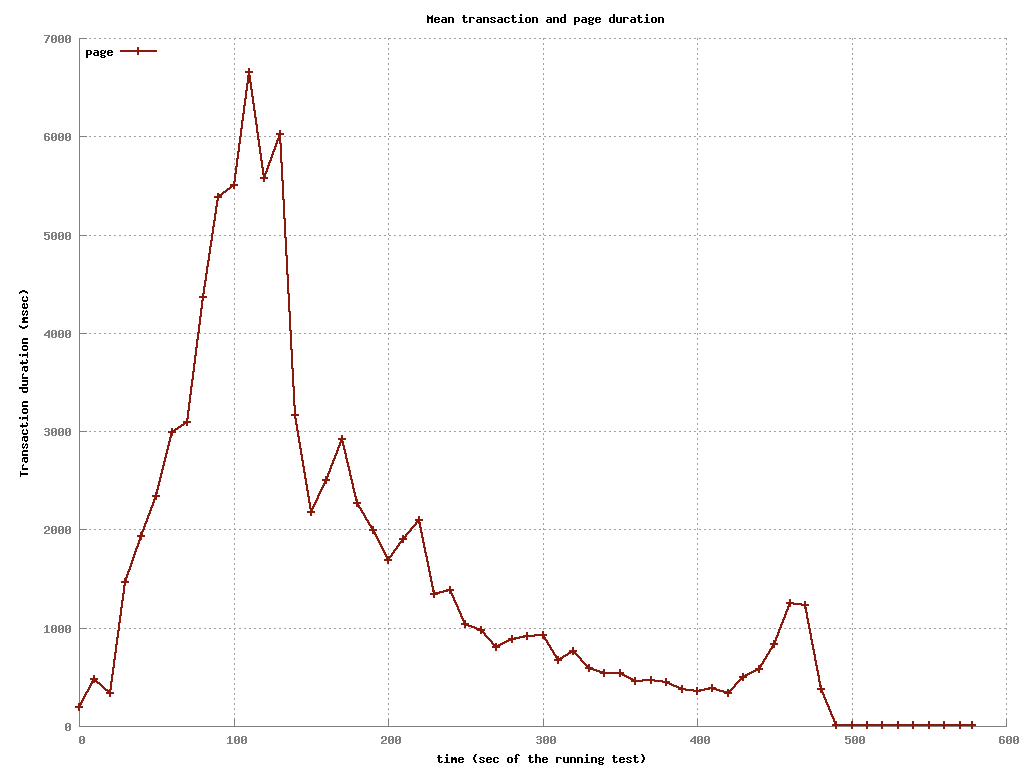 Mean transaction and page duration
page
7000
6000
5000
4000
3000
2000
1000
0
Transaction duration (msec)
0 100 200 300 400 500 600
time (sec of the running test)